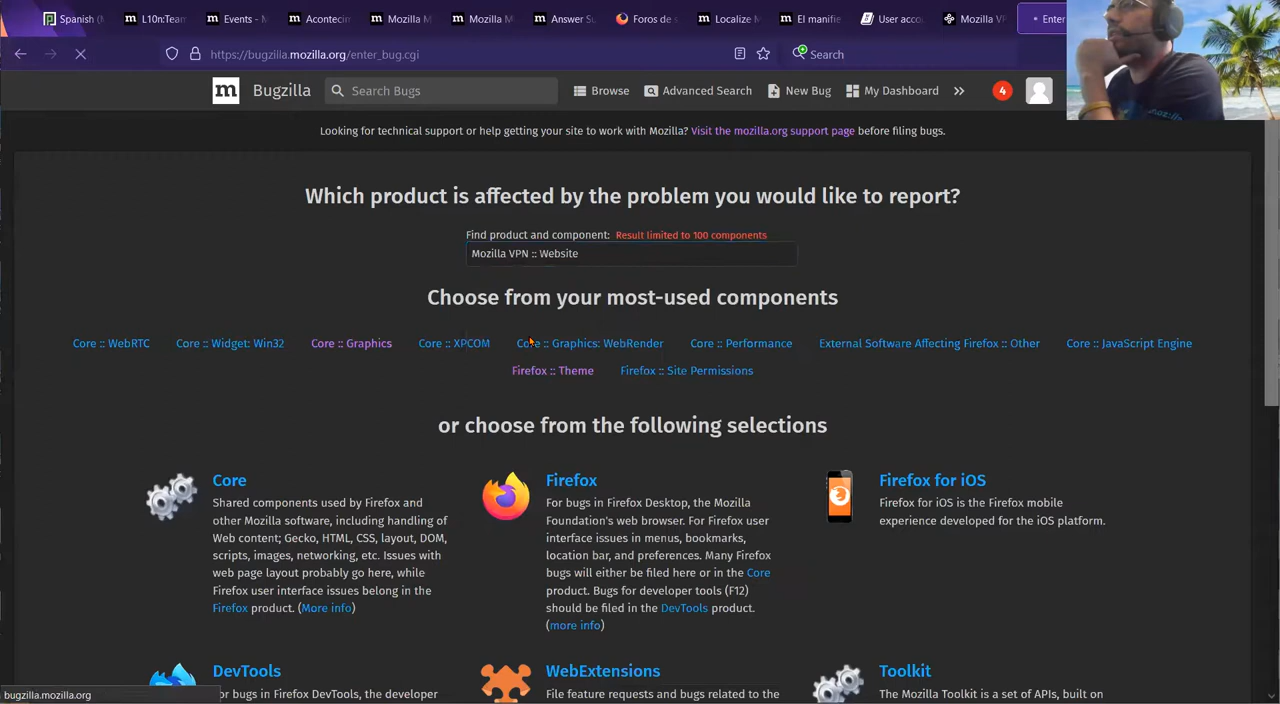 Spanish (
L10n:Team
Events - M
Acontecim
Mozilla M
Mozilla M
Answer Su
Foros de s
Localize M
El manifie
User acco
Mozilla VP
Enter
https://bugzilla.mozilla.org/enter_bug.cgi
Search
m
Bugzilla
Search Bugs
Browse
Advanced Search
New Bug
My Dashboard
»
4
Looking for technical support or help getting your site to work with Mozilla? Visit the mozilla.org support page before filing bugs.
Which product is affected by the problem you would like to report?
Find product and component: Result limited to 100 components
Mozilla VPN :: Website
Choose from your most-used components
Core :: WebRTC
Core :: Widget: Win32
Core :: Graphics
Core :: XPCOM
Core :: Graphics: WebRender
Core :: Performance
External Software Affecting Firefox :: Other
Core :: JavaScript Engine
Firefox :: Theme
Firefox :: Site Permissions
or choose from the following selections
Core
Shared components used by Firefox and
other Mozilla software, including handling of
Web content; Gecko, HTML, CSS, layout, DOM,
scripts, images, networking, etc. Issues with
web page layout probably go here, while
Firefox user interface issues belong in the
Firefox product. (More info)
Firefox
For bugs in Firefox Desktop, the Mozilla
Foundation's web browser. For Firefox user
interface issues in menus, bookmarks,
location bar, and preferences. Many Firefox
bugs will either be filed here or in the Core
product. Bugs for developer tools (F12)
should be filed in the DevTools product.
(more info)
Firefox for iOS
Firefox for iOS is the Firefox mobile
experience developed for the iOS platform.
DevTools
For bugs in Firefox DevTools, the developer
WebExtensions
File feature requests and bugs related to the
Toolkit
The Mozilla Toolkit is a set of APIs, built on
bugzilla.mozilla.org